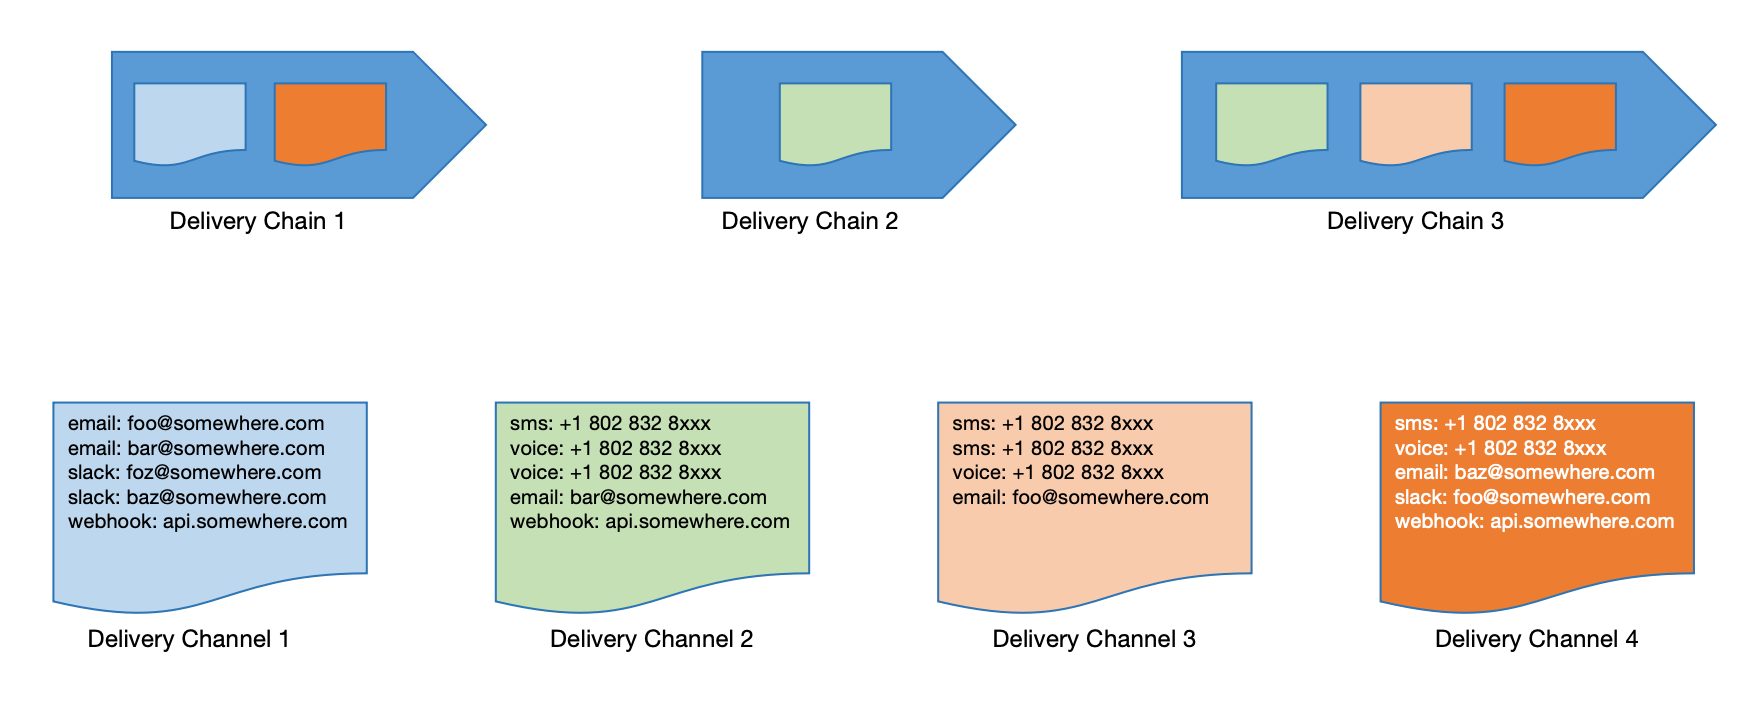 Delivery Chain 1
Delivery Chain 2
Delivery Chain 3
email: foo@somewhere.com
email: bar@somewhere.com
slack: foz@somewhere.com
slack: baz@somewhere.com
webhook: api.somewhere.com
Delivery Channel 1
sms: +1 802 832 8xxx
voice: +1 802 832 8xxx
voice: +1 802 832 8xxx
email: bar@somewhere.com
webhook: api.somewhere.com
Delivery Channel 2
sms: +1 802 832 8xxx
sms: +1 802 832 8xxx
voice: +1 802 832 8xxx
email: foo@somewhere.com
Delivery Channel 3
sms: +1 802 832 8xxx
voice: +1 802 832 8xxx
email: baz@somewhere.com
slack: foo@somewhere.com
webhook: api.somewhere.com
Delivery Channel 4